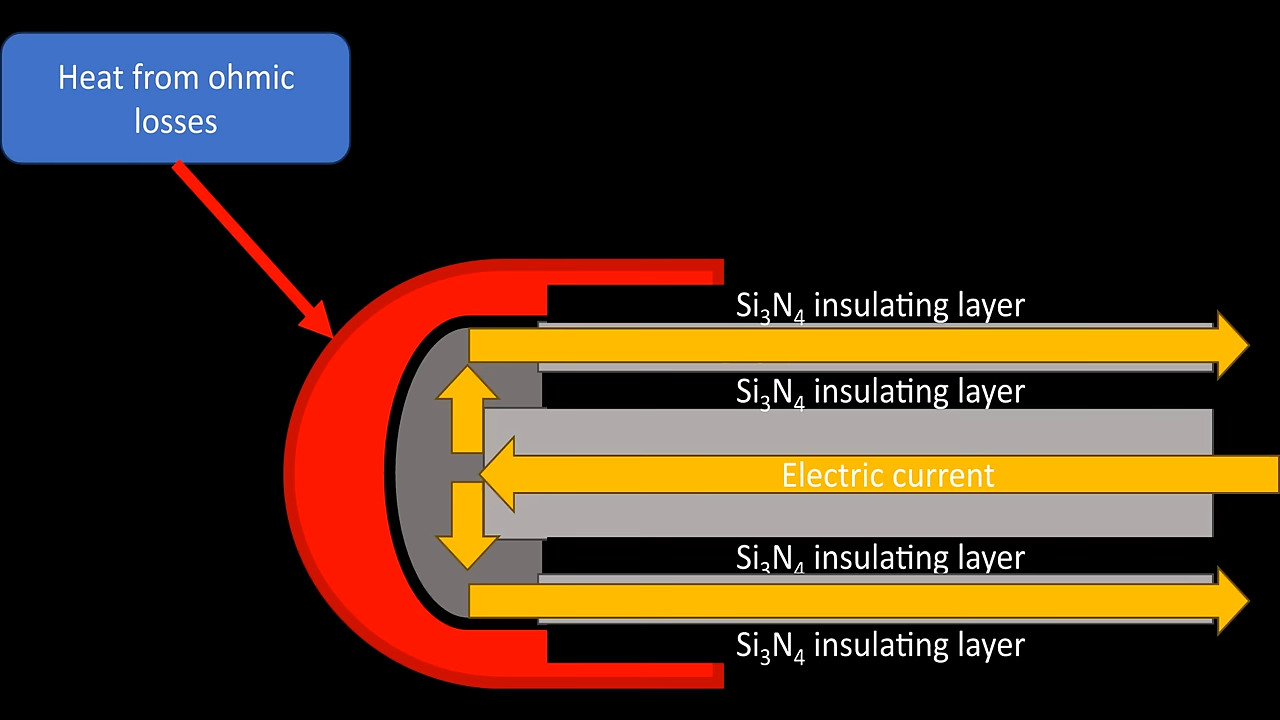 Heat from ohmic
losses
Si₃N₄ insulating layer
Si₃N₄ insulating layer
Electric current
Si₃N₄ insulating layer
Si₃N₄ insulating layer